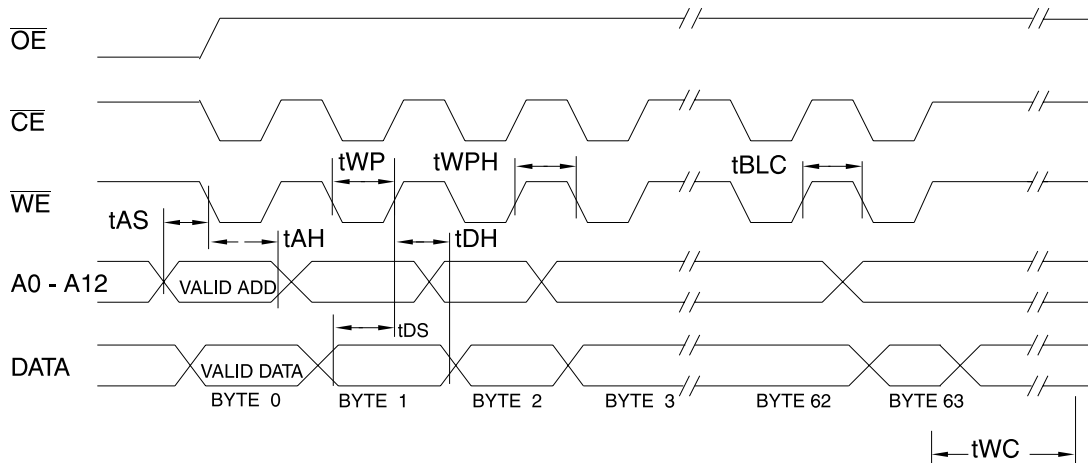 OE
CE
tWP tWPH tBLC
WE
tAS tAH tDH
A0 - A12 VALID ADD
tDS
DATA VALID DATA
BYTE 0 BYTE 1 BYTE 2 BYTE 3 BYTE 62 BYTE 63
tWC